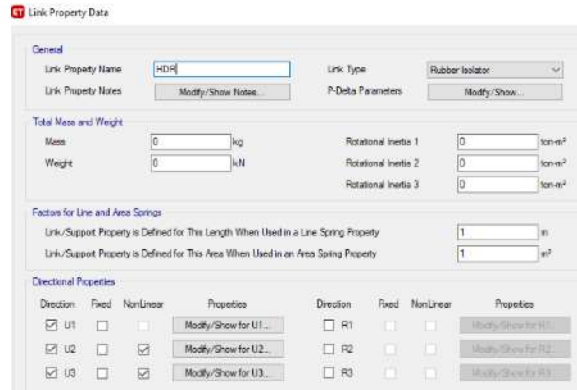 ET Link Property Data
General
Link Property Name HDR Link Type Rubber Isolator
Link Property Notes Modify/Show Notes... P-Delta Parameters Modify/Show...
Total Mass and Weight
Mass 0 kg Rotational Inertia 1 0 ton-m²
Weight 0 kN Rotational Inertia 2 0 ton-m²
Rotational Inertia 3 0 ton-m²
Factors for Line and Area Springs
Link/Support Property is Defined for This Length When Used in a Line Spring Property 1 m
Link/Support Property is Defined for This Area When Used in an Area Spring Property 1 m²
Directional Properties
Direction Fixed NonLinear Properties Direction Fixed NonLinear Properties
U1 Modify/Show for U1... R1 Modify/Show for R1...
U2 Modify/Show for U2... R2 Modify/Show for R2...
U3 Modify/Show for U3... R3 Modify/Show for R3...